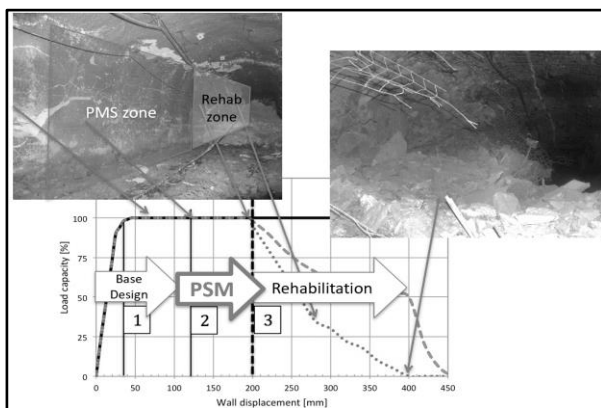 PMS zone
Rehab
zone
Load capacity [%]
100
75
50
25
0
Base
Design
PSM
Rehabilitation
1
2
3
0 50 100 150 200 250 300 350 400 450
Wall displacement [mm]